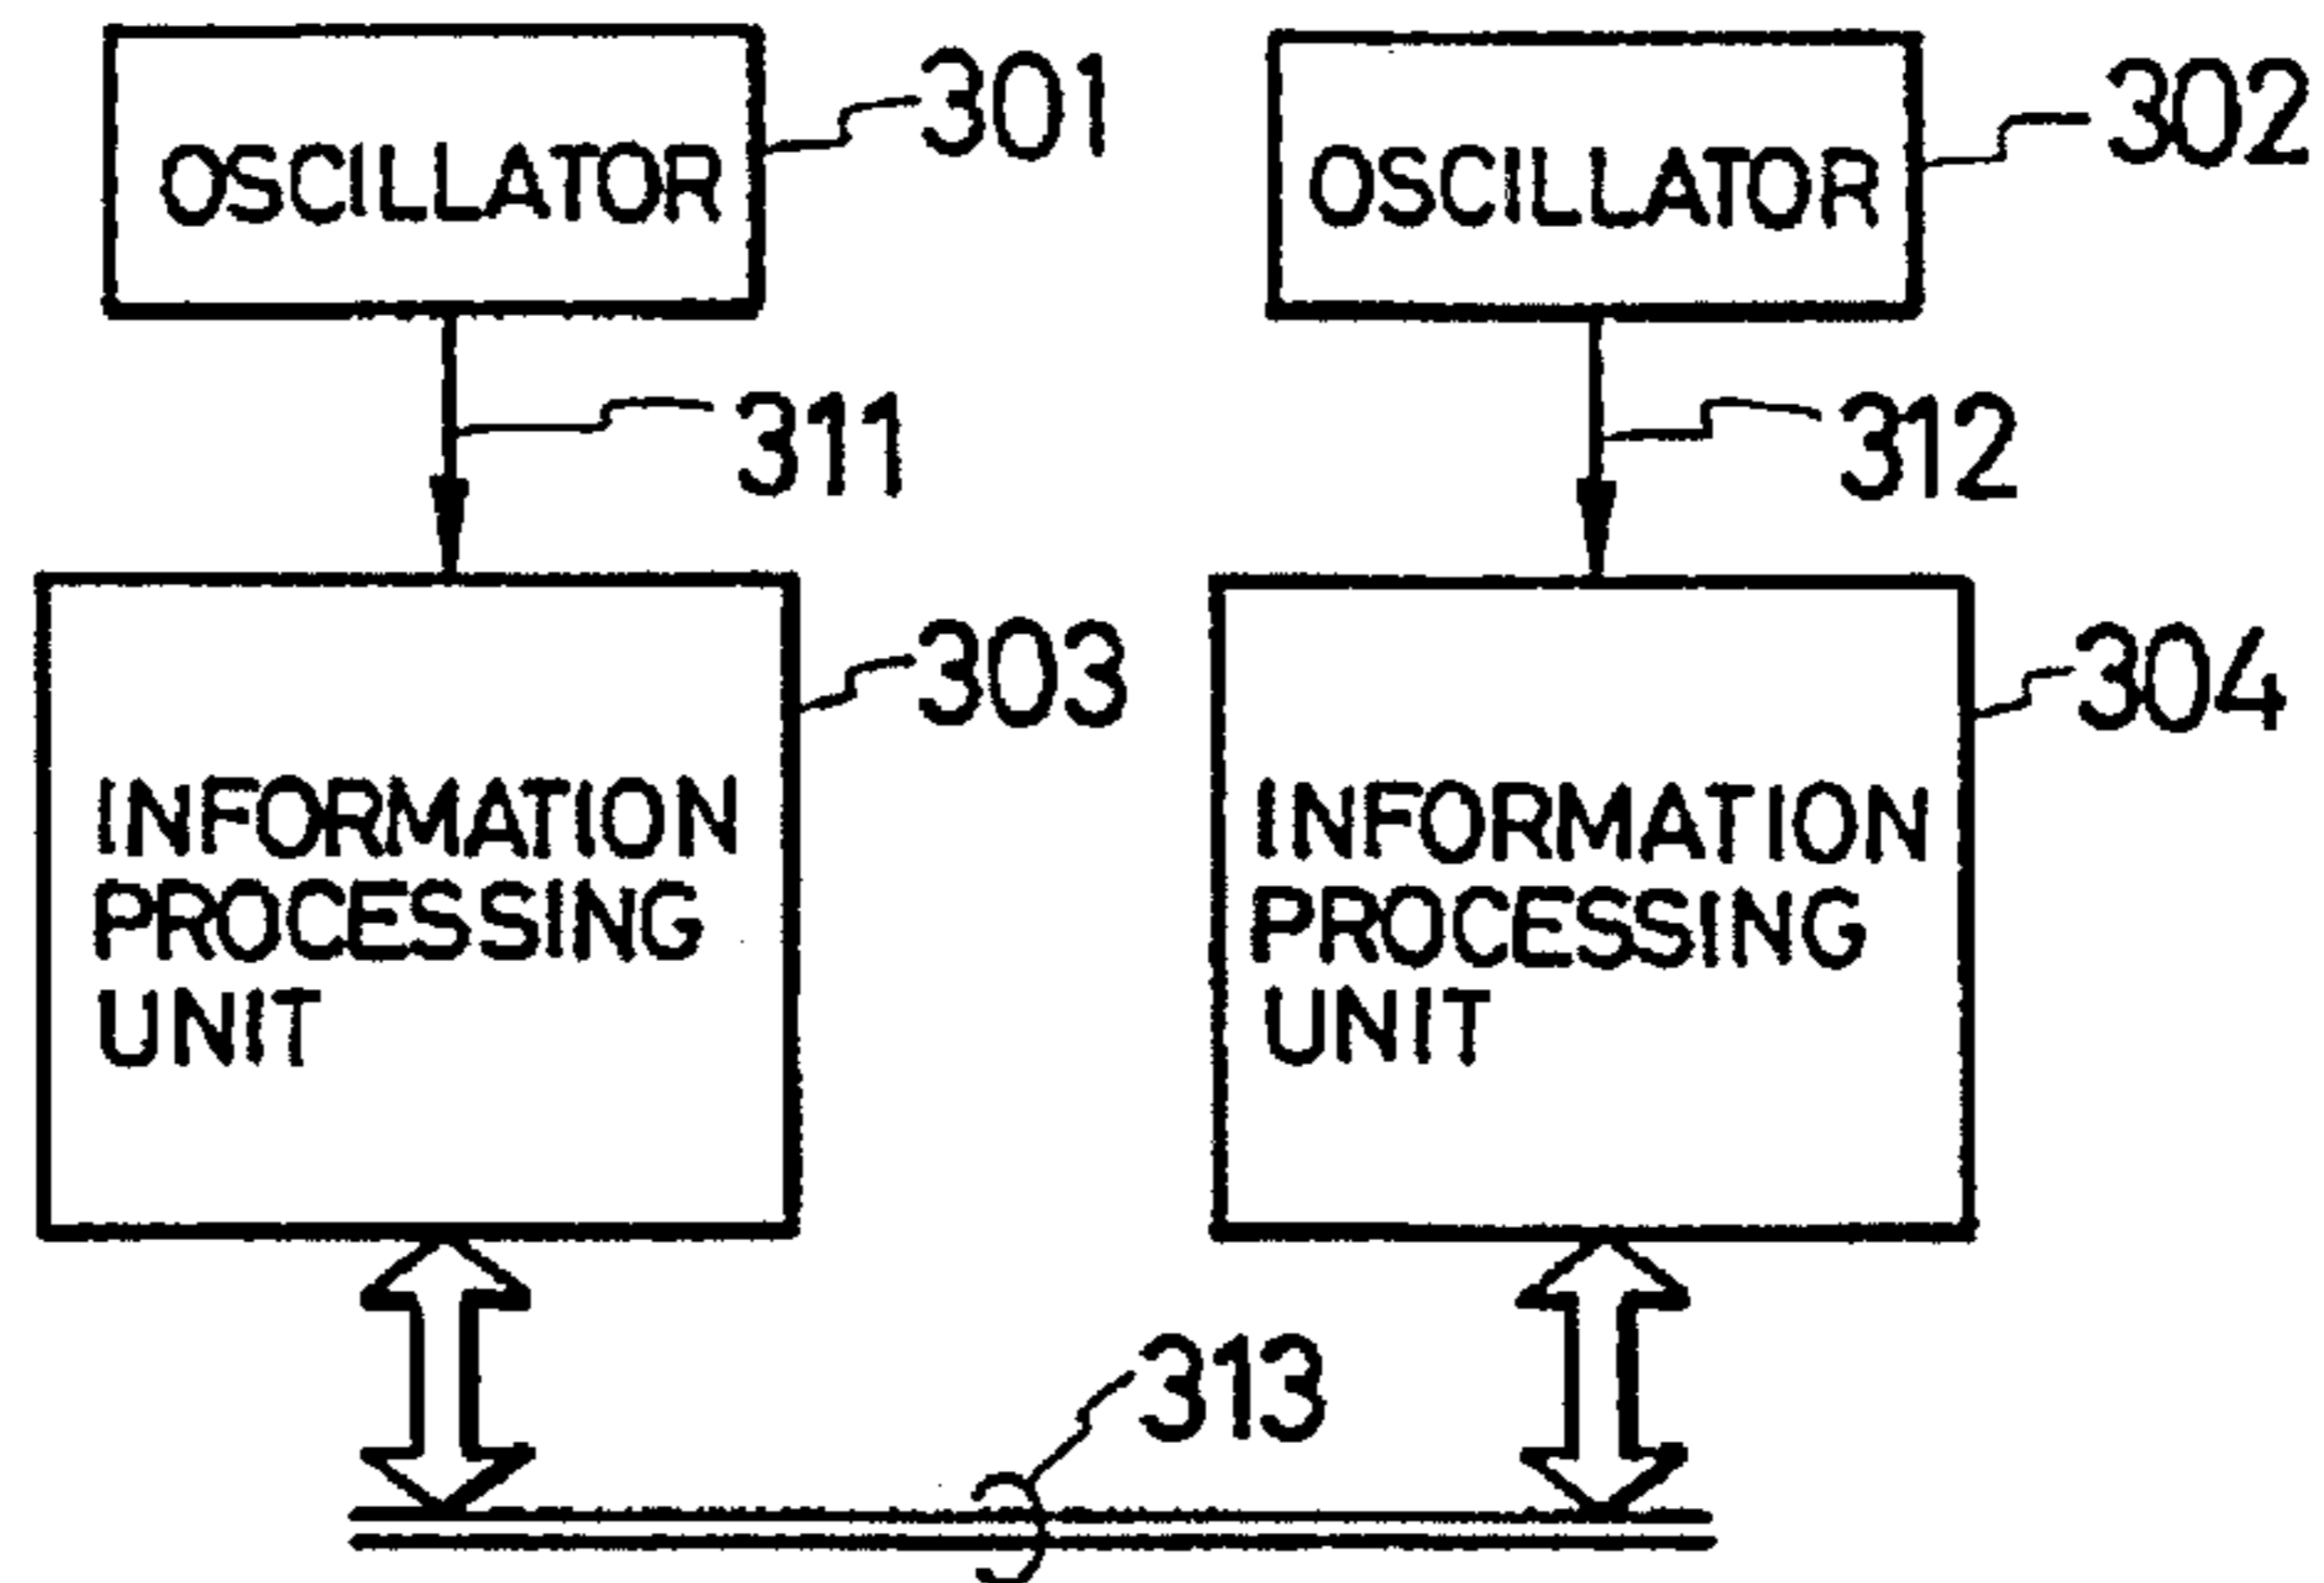 OSCILLATOR
301
OSCILLATOR
302
311
312
INFORMATION
PROCESSING
UNIT
303
INFORMATION
PROCESSING
UNIT
304
313